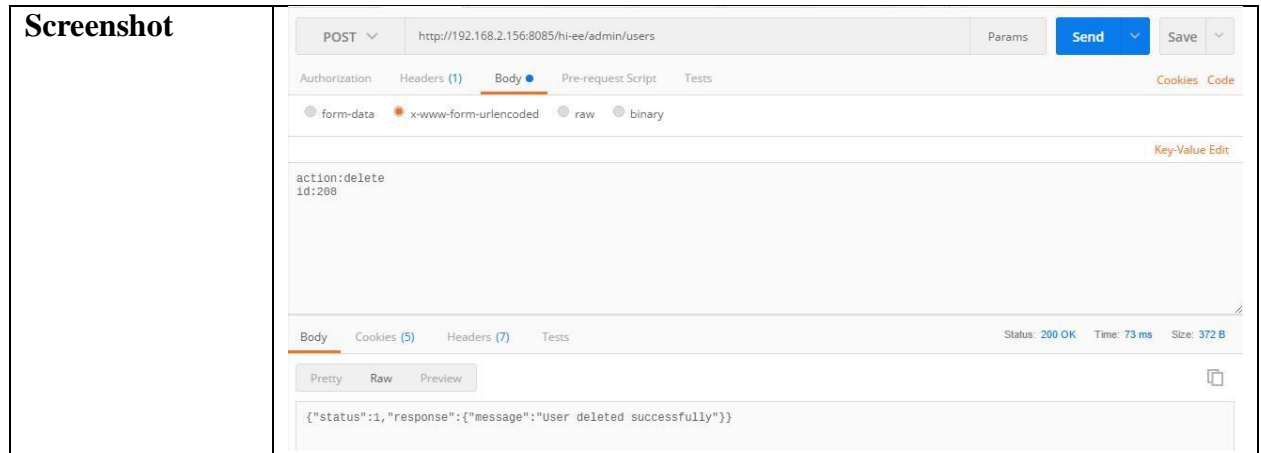 Screenshot
POST http://192.168.2.156:8085/hi-ee/admin/users Params Send Save
Authorization Headers (1) Body Pre-request Script Tests Cookies Code
form-data x-www-form-urlencoded raw binary
Key-Value Edit
action:delete
id:208
Body Cookies (5) Headers (7) Tests Status: 200 OK Time: 73 ms Size: 372 B
Pretty Raw Preview
{"status":1,"response":{"message":"User deleted successfully"}}